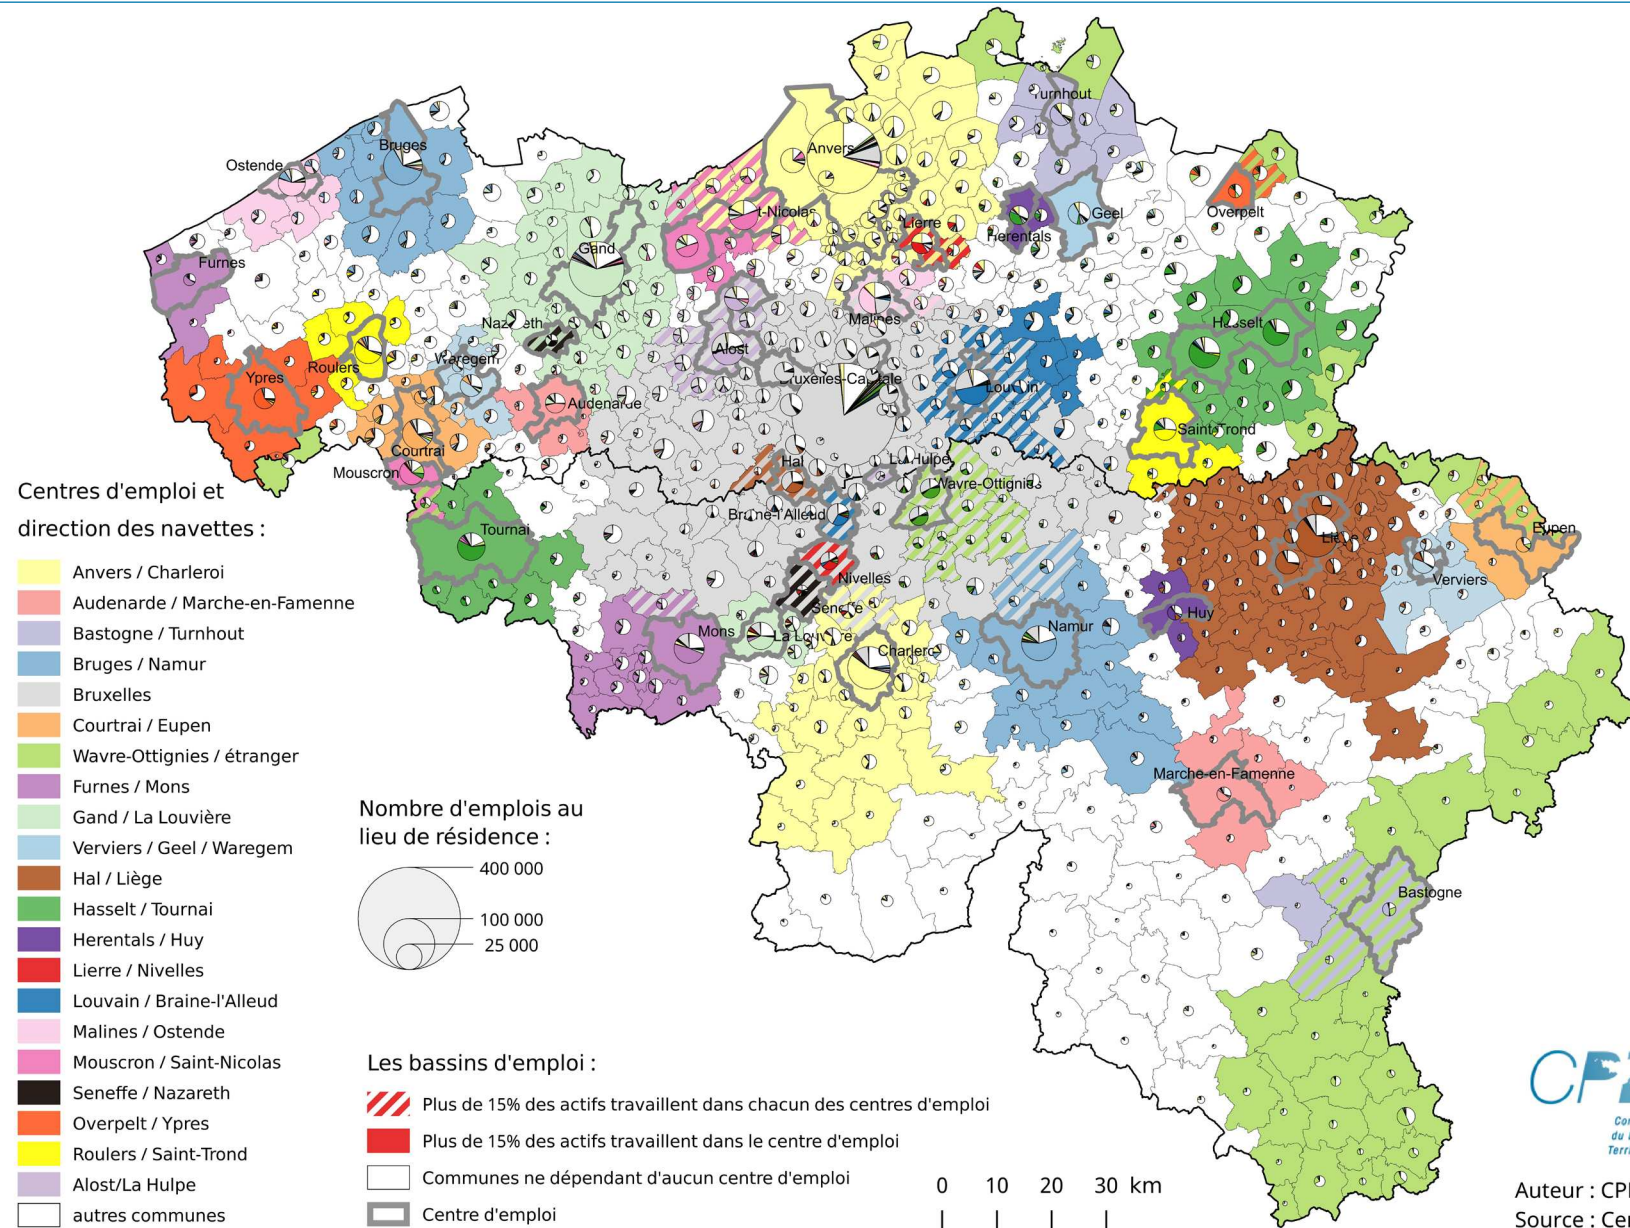 Turnhout
Bruges
Anvers
Ostende
t-Nicolas
Lierre
Geel
Overpelt
Herentals
Gand
Furnes
Malines
Hasselt
Nazareth
Alost
Waregem
Roulers
Ypres
Bruxelles-Capitale
Louvain
Audenarde
Saint-Trond
Courtrai
Mouscron
Hal
La Hulpe
Wavre-Ottignies
Braine-l'Alleud
Tournai
Liège
Eupen
Nivelles
Verviers
Seneffe
Huy
Mons
La Louvière
Namur
Charleroi
Marche-en-Famenne
Bastogne
Centres d'emploi et
direction des navettes :
Anvers / Charleroi
Audenarde / Marche-en-Famenne
Bastogne / Turnhout
Bruges / Namur
Bruxelles
Courtrai / Eupen
Wavre-Ottignies / étranger
Furnes / Mons
Gand / La Louvière
Verviers / Geel / Waregem
Hal / Liège
Hasselt / Tournai
Herentals / Huy
Lierre / Nivelles
Louvain / Braine-l'Alleud
Malines / Ostende
Mouscron / Saint-Nicolas
Seneffe / Nazareth
Overpelt / Ypres
Roulers / Saint-Trond
Alost/La Hulpe
autres communes
Nombre d'emplois au
lieu de résidence :
400 000
100 000
25 000
Les bassins d'emploi :
Plus de 15% des actifs travaillent dans chacun des centres d'emploi
Plus de 15% des actifs travaillent dans le centre d'emploi
Communes ne dépendant d'aucun centre d'emploi
Centre d'emploi
0 10 20 30 km
Auteur :
Source :